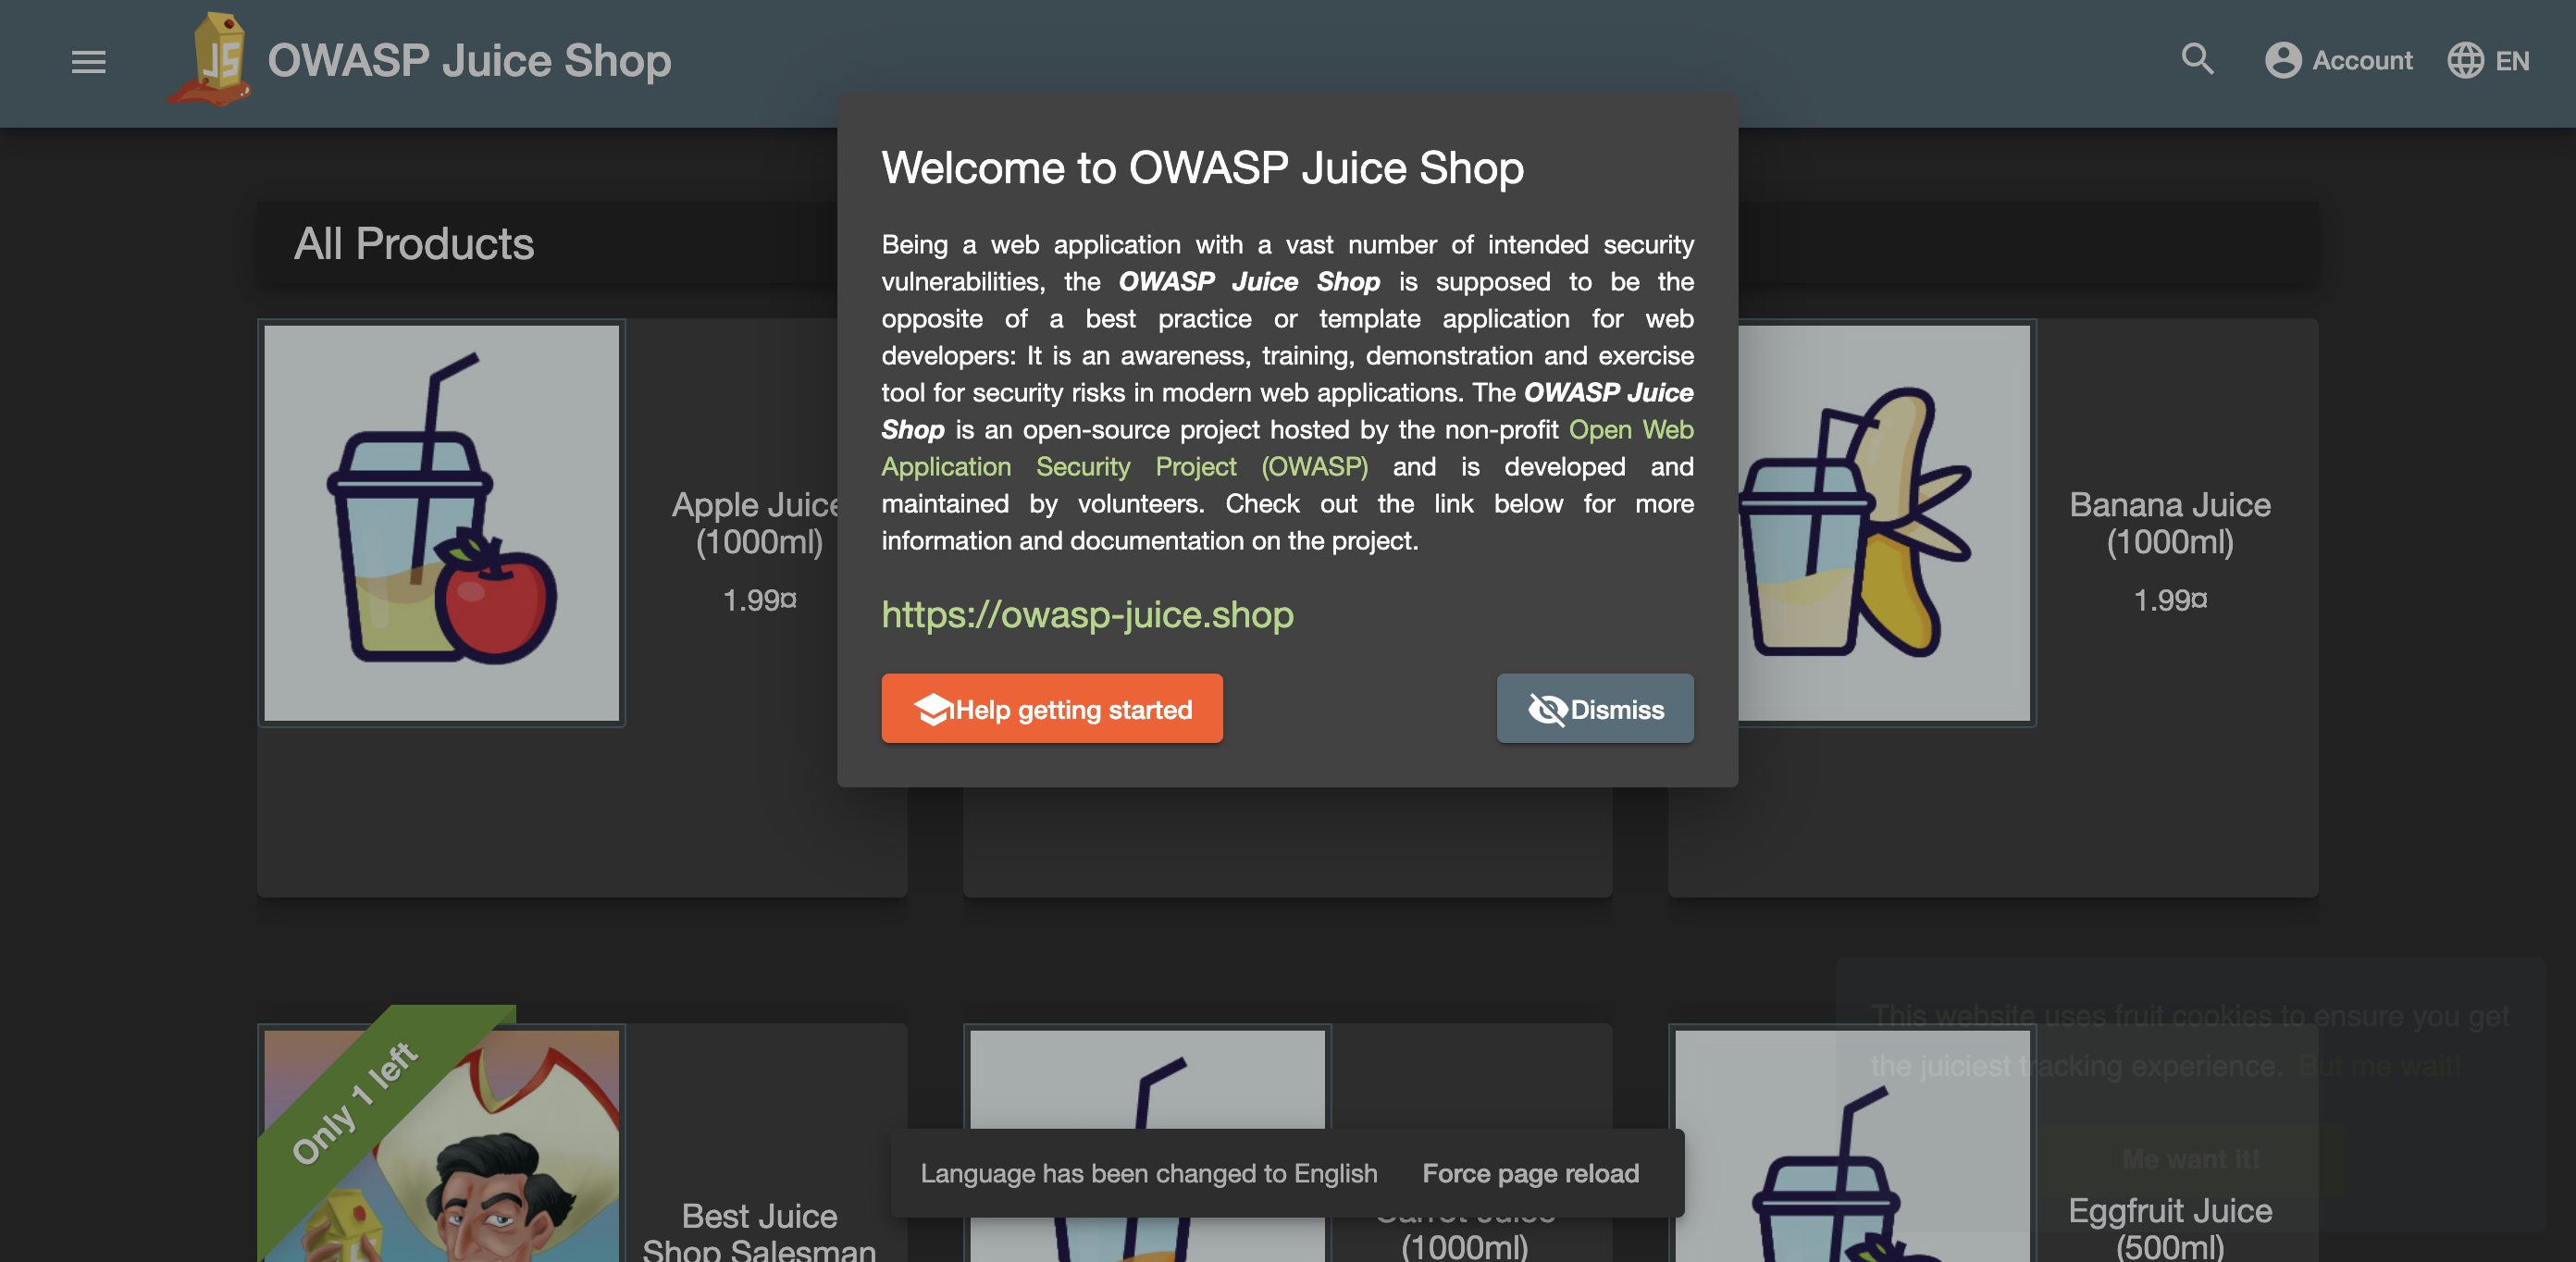 JS
OWASP Juice Shop
Account
EN
Welcome to OWASP Juice Shop
Being a web application with a vast number of intended security
vulnerabilities, the OWASP Juice Shop is supposed to be the
opposite of a best practice or template application for web
developers: It is an awareness, training, demonstration and exercise
tool for security risks in modern web applications. The OWASP Juice
Shop is an open-source project hosted by the non-profit Open Web
Application Security Project (OWASP) and is developed and
maintained by volunteers. Check out the link below for more
information and documentation on the project.
https://owasp-juice.shop
Help getting started
Dismiss
All Products
Apple Juice
(1000ml)
1.99¤
Banana Juice
(1000ml)
1.99¤
This website uses fruit cookies to ensure you get
the juiciest tracking experience. But me wait!
Me want it!
Only 1 left
Best Juice
Shop Salesman
Language has been changed to English
Force page reload
Juice
(1000ml)
Eggfruit Juice
(500ml)